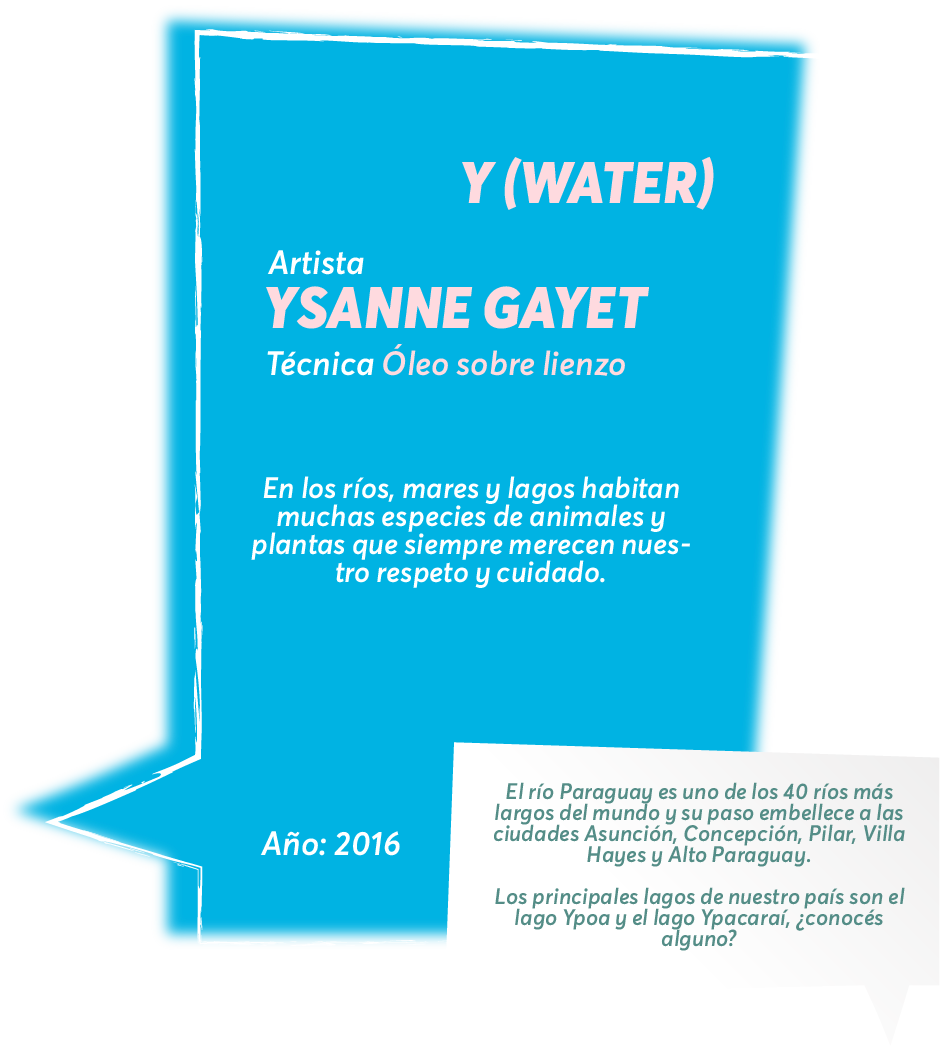 Y (WATER)
Artista
YSANNE GAYET
Técnica Óleo sobre lienzo
En los ríos, mares y lagos habitan
muchas especies de animales y
plantas que siempre merecen nues-
tro respeto y cuidado.
Año: 2016
El río Paraguay es uno de los 40 ríos más
largos del mundo y su paso embellece a las
ciudades Asunción, Concepción, Pilar, Villa
Hayes y Alto Paraguay.
Los principales lagos de nuestro país son el
lago Ypoa y el lago Ypacaraí, ¿conocés
alguno?